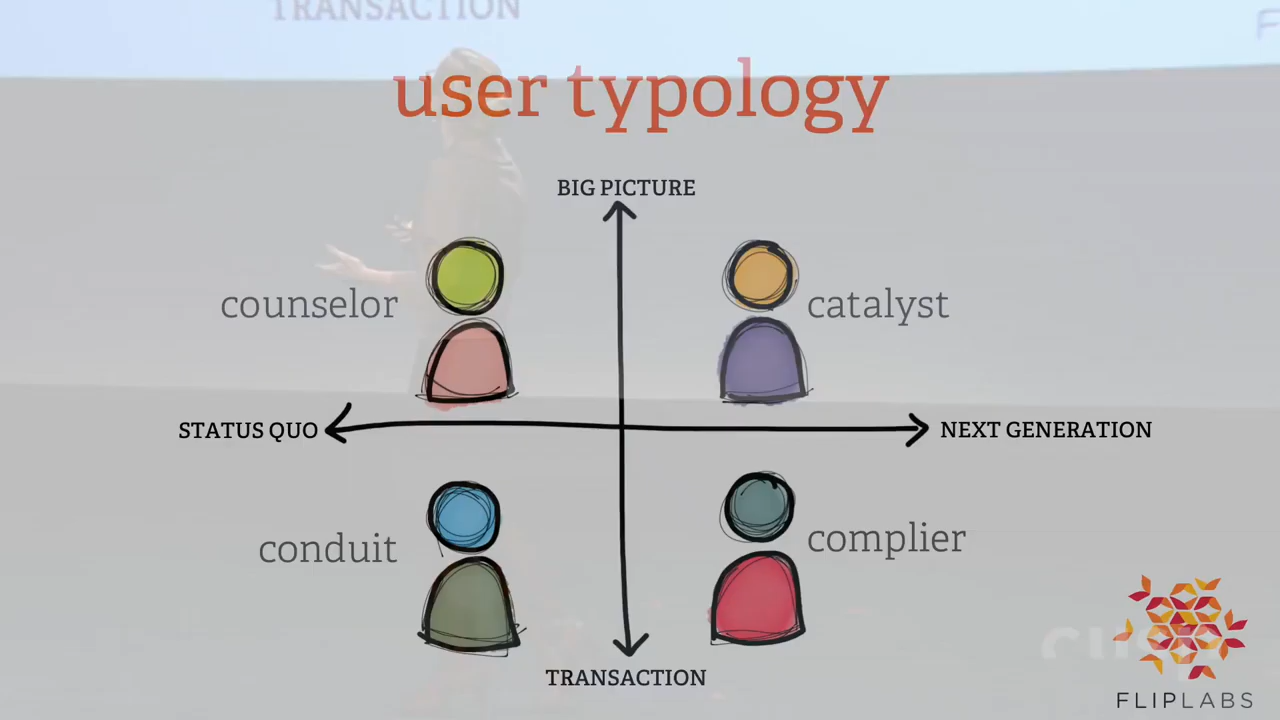 TRANSACTION
user typology
BIG PICTURE
counselor
catalyst
STATUS QUO
NEXT GENERATION
conduit
complier
TRANSACTION
FLIPLABS